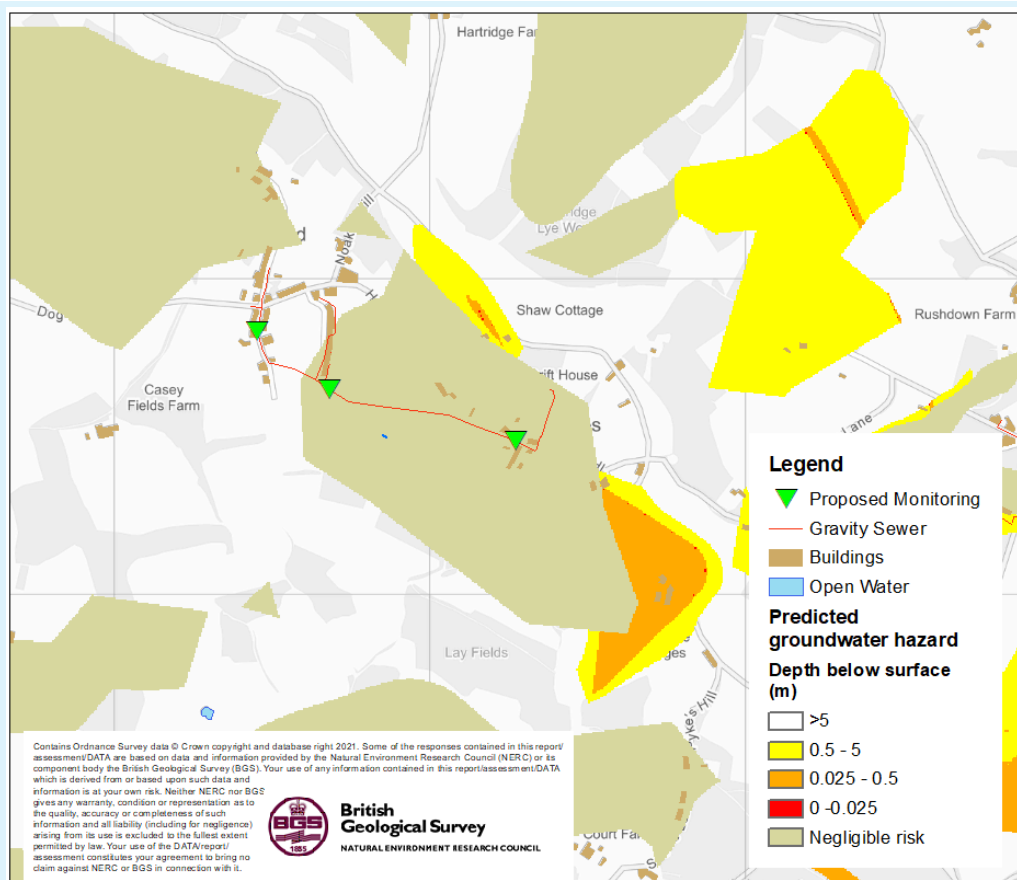 Hartridge Far
Noak
ill
d
ridge
Lye Wo
Dog
H
Shaw Cottage
Rushdown Farm
rift House
Casey
Fields Farm
s
Lane
Lay Fields
ges
yke's Hill
Court Fa
S
Legend
Proposed Monitoring
Gravity Sewer
Buildings
Open Water
Predicted
groundwater hazard
Depth below surface
(m)
>5
0.5 - 5
0.025 - 0.5
0 -0.025
Negligible risk
Contains Ordnance Survey data © Crown copyright and database right 2021. Some of the responses contained in this report/
assessment/DATA are based on data and information provided by the Natural Environment Research Council (NERC) or its
component body the British Geological Survey (BGS). Your use of any information contained in this report/assessment/DATA
which is derived from or based upon such data and
information is at your own risk. Neither NERC nor BGS
gives any warranty, condition or representation as to
the quality, accuracy or completeness of such
information and all liability (including for negligence)
arising from its use is excluded to the fullest extent
permitted by law. Your use of the DATA/report/
assessment constitutes your agreement to bring no
claim against NERC or BGS in connection with it.
BGS
1835
British
Geological Survey
NATURAL ENVIRONMENT RESEARCH COUNCIL